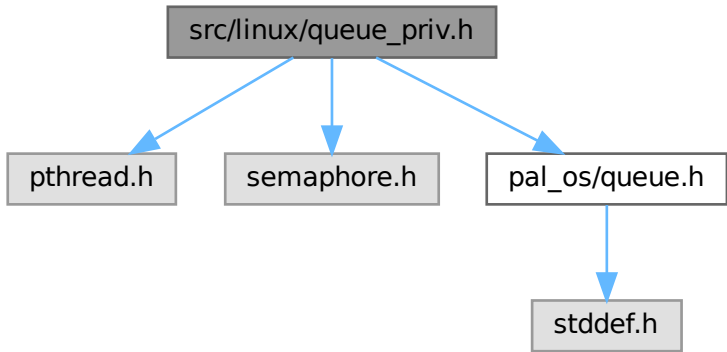 src/linux/queue_priv.h
pthread.h
semaphore.h
pal_os/queue.h
stddef.h